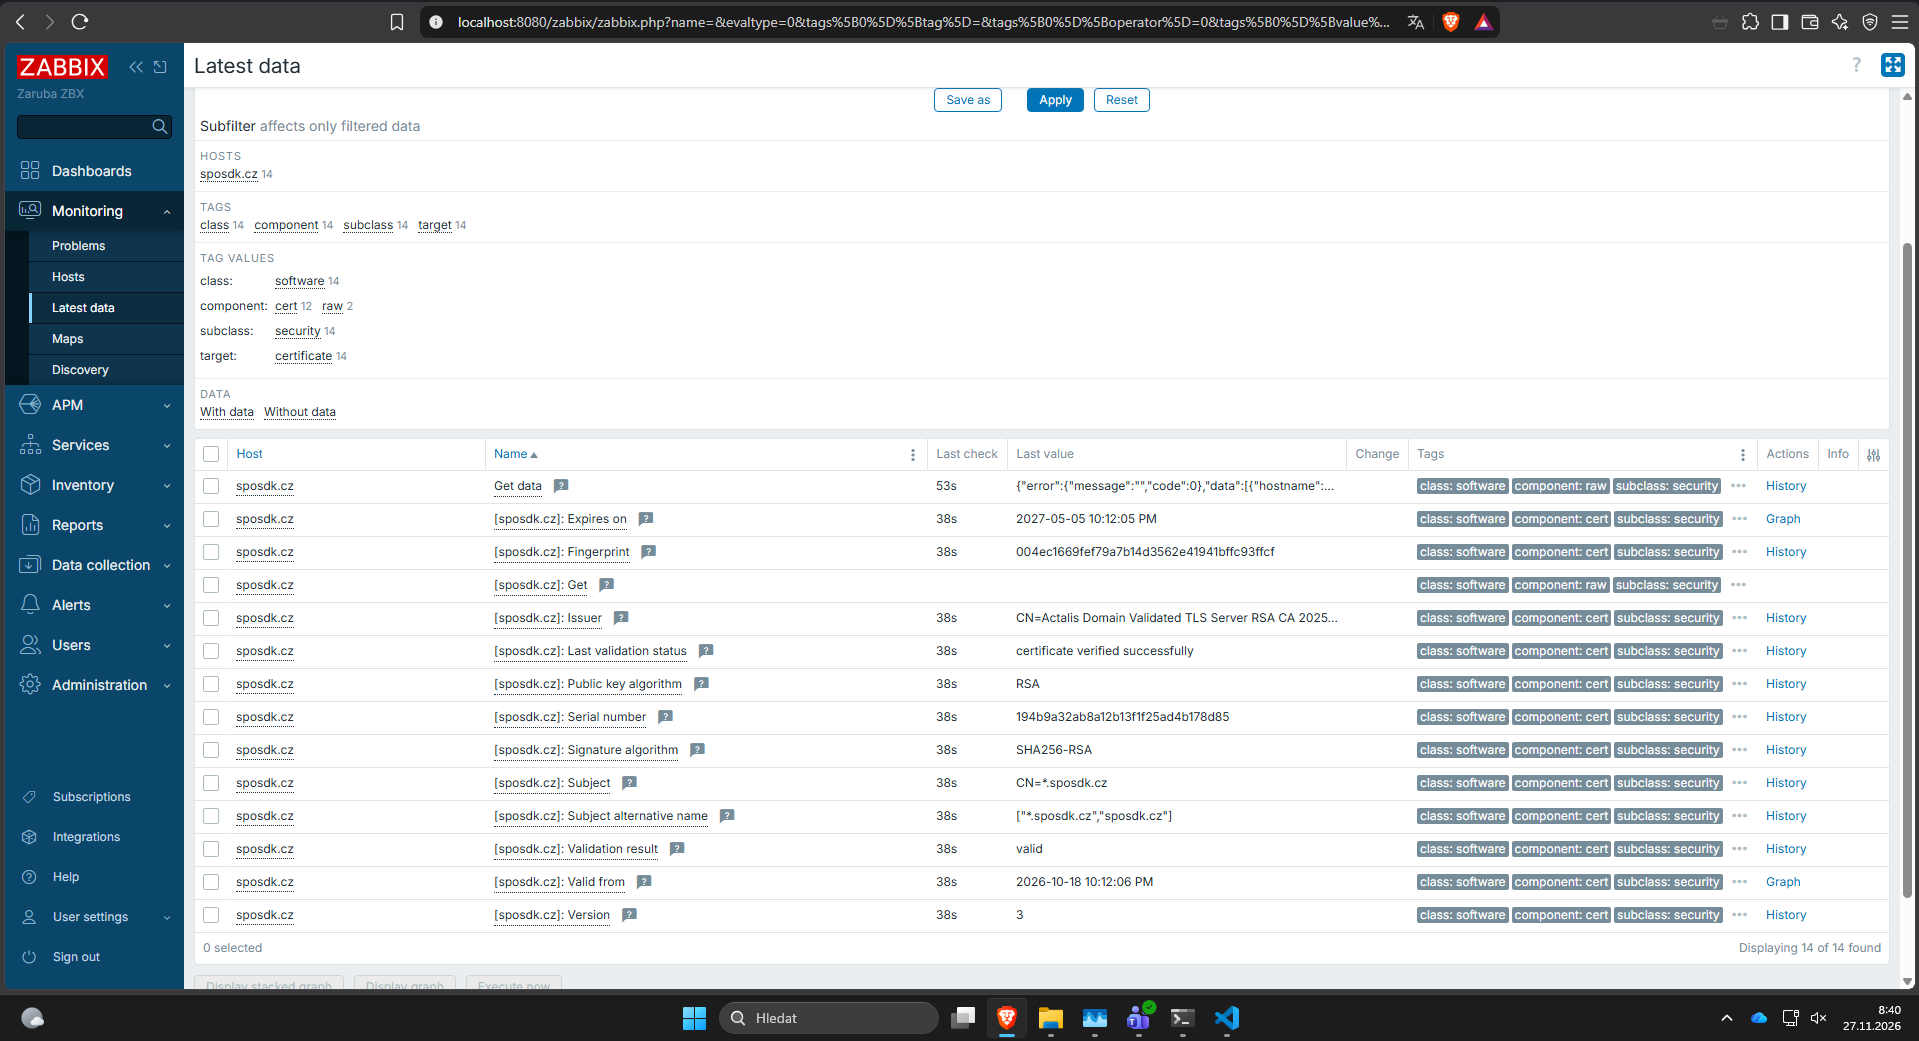 localhost:8080/zabbix/zabbix.php?name=&evaltype=0&tags%5B0%5D%5Btag%5D=&tags%5B0%5D%5Boperator%5D=0&tags%5B0%5D%5Bvalue%...
ZABBIX
Zaruba ZBX
Dashboards
Monitoring
Problems
Hosts
Latest data
Maps
Discovery
APM
Services
Inventory
Reports
Data collection
Alerts
Users
Administration
Subscriptions
Integrations
Help
User settings
Sign out
Latest data
?
Save as Apply Reset
Subfilter affects only filtered data
HOSTS
sposdk.cz 14
TAGS
class 14 component 14 subclass 14 target 14
TAG VALUES
class: software 14
component: cert 12 raw 2
subclass: security 14
target: certificate 14
DATA
With data Without data
Host Name Last check Last value Change Tags Actions Info
sposdk.cz Get data ? 53s {"error":{"message":"","code":0},"data":[{"hostname":... class: software component: raw subclass: security ••• History
sposdk.cz [sposdk.cz]: Expires on ? 38s 2027-05-05 10:12:05 PM class: software component: cert subclass: security ••• Graph
sposdk.cz [sposdk.cz]: Fingerprint ? 38s 004ec1669fef79a7b14d3562e41941bffc93ffcf class: software component: cert subclass: security ••• History
sposdk.cz [sposdk.cz]: Get ? class: software component: raw subclass: security •••
sposdk.cz [sposdk.cz]: Issuer ? 38s CN=Actalis Domain Validated TLS Server RSA CA 2025... class: software component: cert subclass: security ••• History
sposdk.cz [sposdk.cz]: Last validation status ? 38s certificate verified successfully class: software component: cert subclass: security ••• History
sposdk.cz [sposdk.cz]: Public key algorithm ? 38s RSA class: software component: cert subclass: security ••• History
sposdk.cz [sposdk.cz]: Serial number ? 38s 194b9a32ab8a12b13f1f25ad4b178d85 class: software component: cert subclass: security ••• History
sposdk.cz [sposdk.cz]: Signature algorithm ? 38s SHA256-RSA class: software component: cert subclass: security ••• History
sposdk.cz [sposdk.cz]: Subject ? 38s CN=*.sposdk.cz class: software component: cert subclass: security ••• History
sposdk.cz [sposdk.cz]: Subject alternative name ? 38s ["*.sposdk.cz","sposdk.cz"] class: software component: cert subclass: security ••• History
sposdk.cz [sposdk.cz]: Validation result ? 38s valid class: software component: cert subclass: security ••• History
sposdk.cz [sposdk.cz]: Valid from ? 38s 2026-10-18 10:12:06 PM class: software component: cert subclass: security ••• Graph
sposdk.cz [sposdk.cz]: Version ? 38s 3 class: software component: cert subclass: security ••• History
0 selected Displaying 14 of 14 found
Display stacked graph Display graph Execute now
Hledat
8:40
27.11.2026